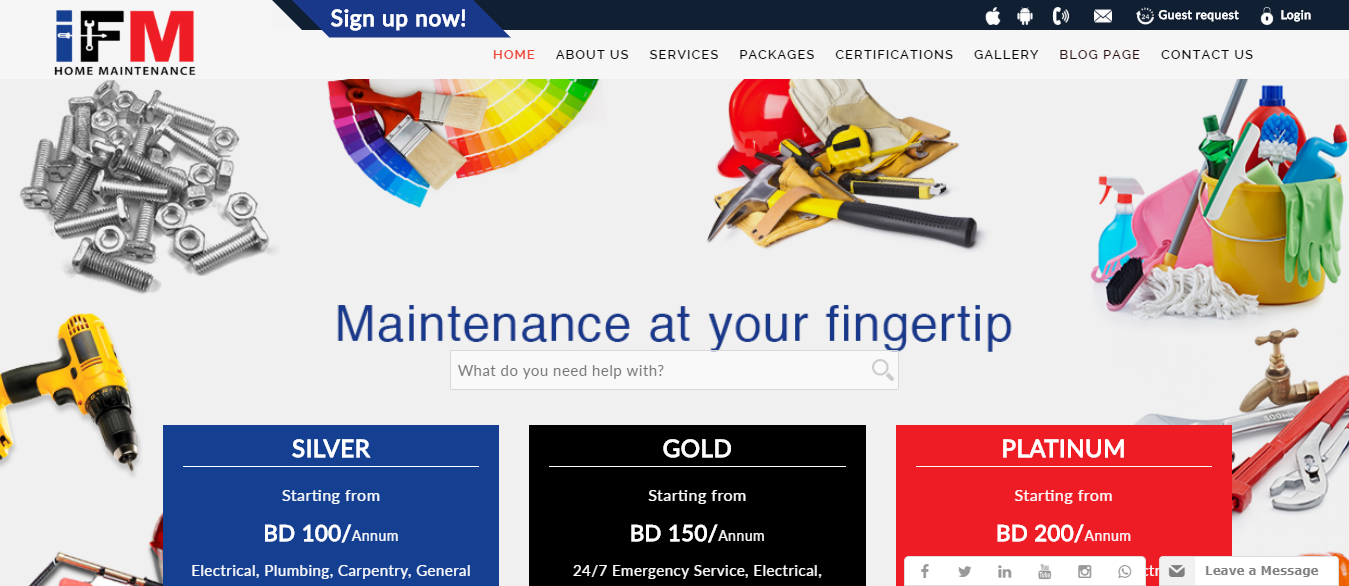 iFM
HOME MAINTENANCE
Sign up now!
24 Guest request Login
HOME ABOUT US SERVICES PACKAGES CERTIFICATIONS GALLERY BLOG PAGE CONTACT US
Maintenance at your fingertip
What do you need help with?
SILVER
Starting from
BD 100/Annum
Electrical, Plumbing, Carpentry, General
GOLD
Starting from
BD 150/Annum
24/7 Emergency Service, Electrical,
PLATINUM
Starting from
BD 200/Annum
You Tube
Leave a Message